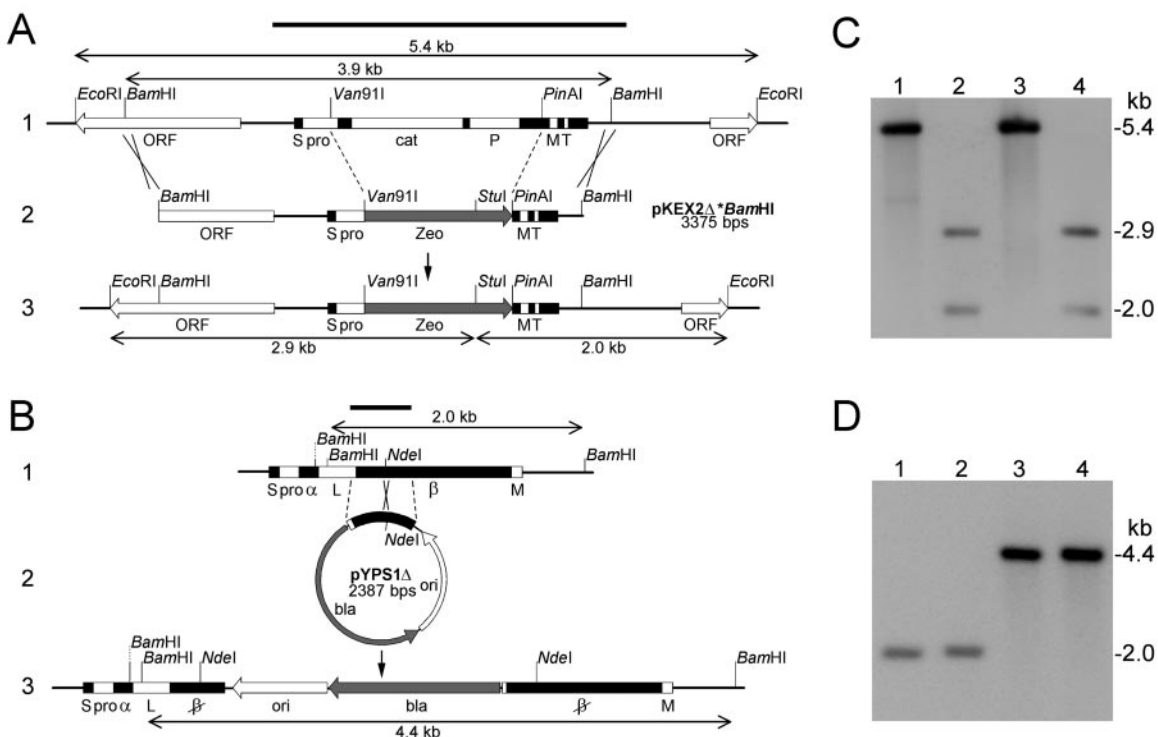 A
5.4 kb
3.9 kb
EcoRI BamHI Van91I PinAI BamHI EcoRI
1
ORF S pro cat P MT ORF
BamHI Van91I StuI PinAI BamHI
2
pKEX2Δ*BamHI
3375 bps
ORF S pro Zeo MT
EcoRI BamHI Van91I StuI PinAI BamHI EcoRI
3
ORF S pro Zeo MT ORF
2.9 kb 2.0 kb
B
2.0 kb
BamHI
BamHI NdeI BamHI
1
S pro α L β M
NdeI
2
pYPS1Δ
2387 bps
ori
bla
BamHI
BamHI NdeI NdeI BamHI
3
S pro α L β ori bla β M
4.4 kb
C
1 2 3 4
kb
-5.4
-2.9
-2.0
D
1 2 3 4
kb
-4.4
-2.0